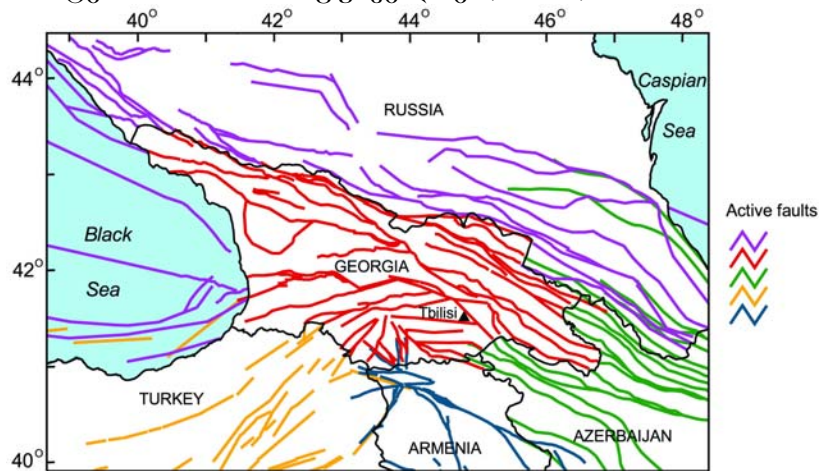 40° 42° 44° 46° 48°
44°
42°
40°
RUSSIA
Caspian
Sea
Black
Sea
GEORGIA
Tbilisi
TURKEY
ARMENIA
AZERBAIJAN
Active faults